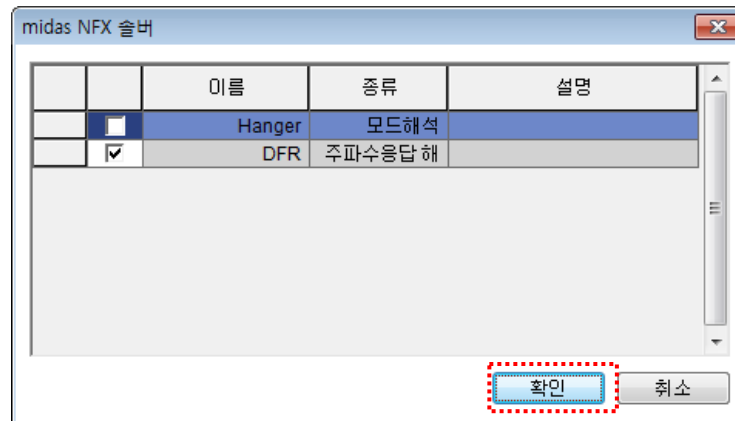 midas NFX 솔버
이름 종류 설명
Hanger 모드해석
DFR 주파수응답해
확인 취소